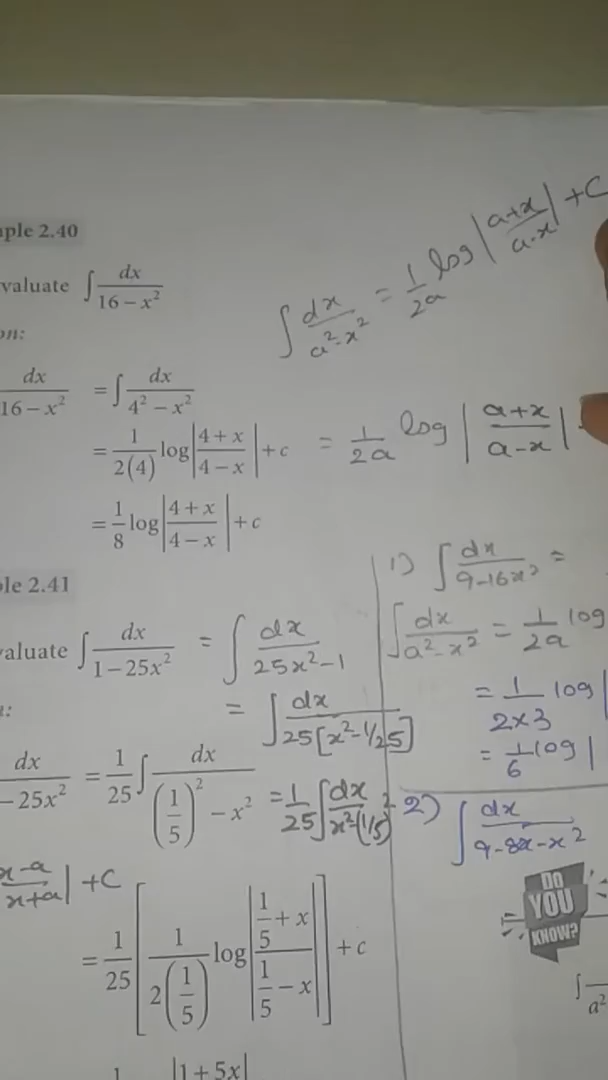 mple 2.40
valuate ∫ dx/(16 − x²)
∫ dx/(a² - x²) = 1/2a log |(a+x)/(a-x)| + C
on:
dx/(16 − x²) = ∫ dx/(4² − x²)
= 1/(2(4)) log |(4 + x)/(4 − x)| + c = 1/2a log |(a+x)/(a-x)|
= 1/8 log |(4 + x)/(4 − x)| + c
ple 2.41
1) ∫ dx/(9-16x²) =
∫ dx/(a² - x²) = 1/2a log
= 1/(2x3) log |
= 1/6 log |
2) ∫ dx/(9-8x-x²)
valuate ∫ dx/(1 − 25x²) = ∫ dx/(25x² - 1)
= ∫ dx/(25[x² - 1/25])
n:
dx/(− 25x²) = 1/25 ∫ dx/((1/5)² − x²) = 1/25 ∫ dx/(x² - (1/5)²)
(x-a)/(x+a)| + C
= 1/25 [1/(2(1/5)) log |(1/5 + x)/(1/5 − x)|] + c
1 |1 + 5x|
DO
YOU
KNOW?
∫
a²